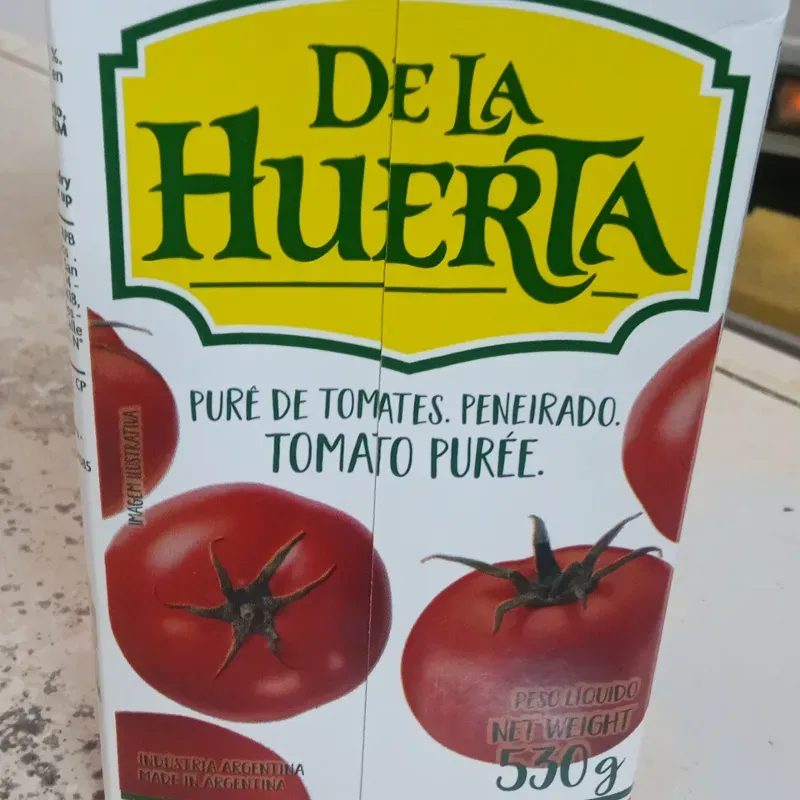 DE LA
HUERTA
PURÊ DE TOMATES. PENEIRADO.
TOMATO PURÉE.
IMAGEM ILUSTRATIVA
PESO LÍQUIDO
NET WEIGHT
530g
INDÚSTRIA ARGENTINA
MADE IN ARGENTINA